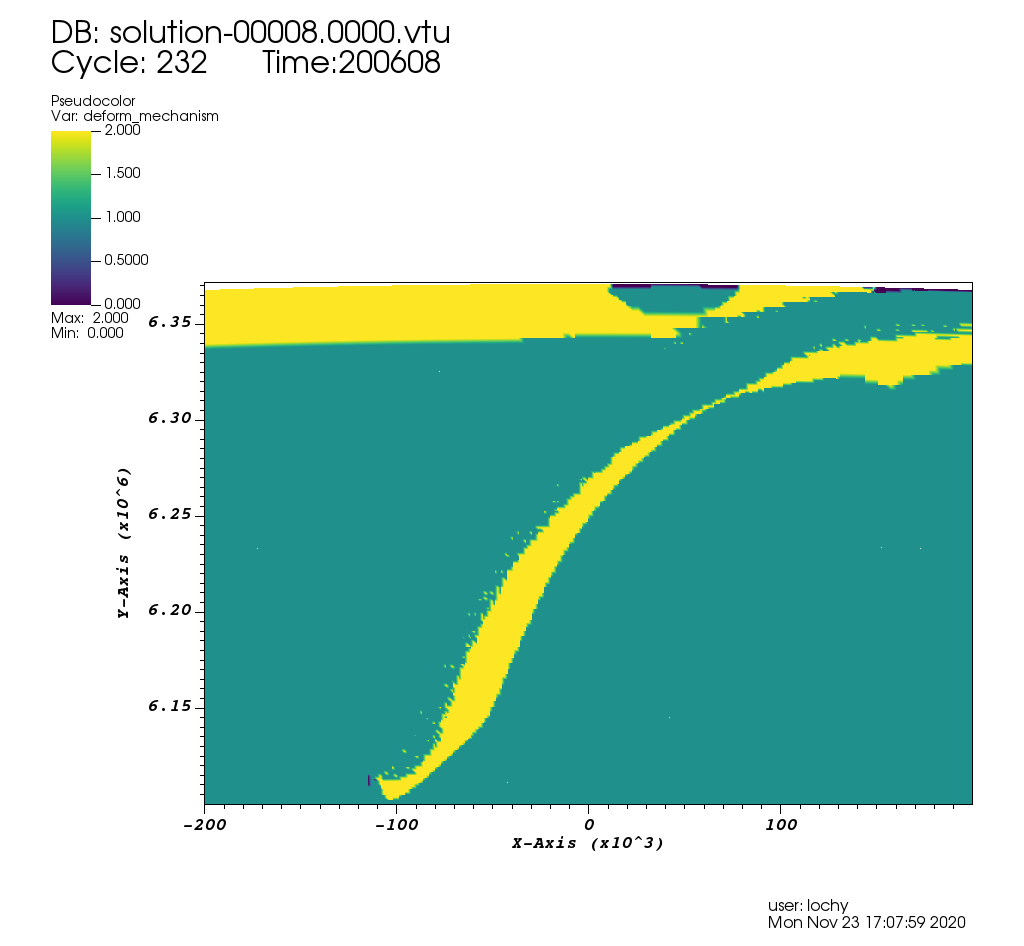 DB: solution-00008.0000.vtu
Cycle: 232 Time:200608
Pseudocolor
Var: deform_mechanism
2.000
1.500
1.000
0.5000
0.000
Max: 2.000
Min: 0.000
6.35
6.30
6.25
6.20
6.15
Y-Axis (x10^6)
-200
-100
0
100
X-Axis (x10^3)
user: lochy
Mon Nov 23 17:07:59 2020